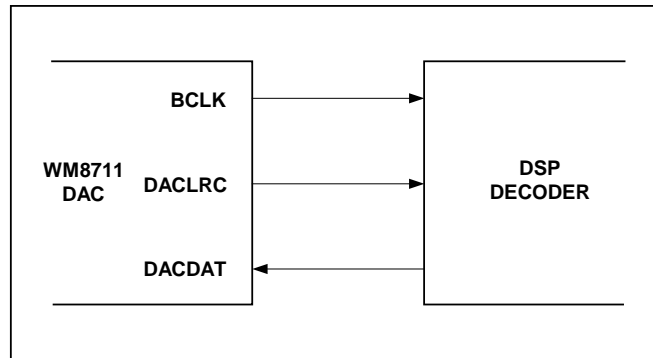 BCLK
WM8711
DAC
DACLRC
DSP
DECODER
DACDAT